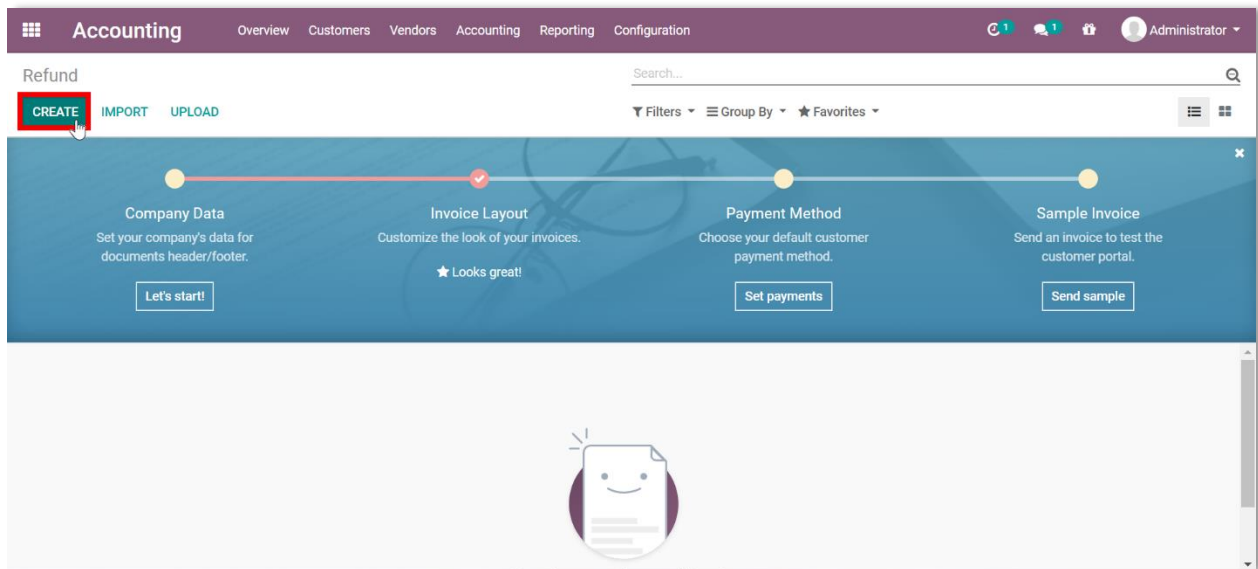 Accounting Overview Customers Vendors Accounting Reporting Configuration 1 1 Administrator
Refund Search...
CREATE IMPORT UPLOAD Filters Group By Favorites
Company Data
Set your company's data for
documents header/footer.
Let's start!
Invoice Layout
Customize the look of your invoices.
Looks great!
Payment Method
Choose your default customer
payment method.
Set payments
Sample Invoice
Send an invoice to test the
customer portal.
Send sample